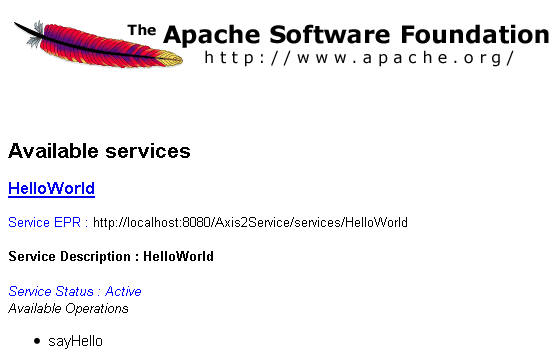 The Apache Software Foundation
http://www.apache.org/
Available services
HelloWorld
Service EPR : http://localhost:8080/Axis2Service/services/HelloWorld
Service Description : HelloWorld
Service Status : Active
Available Operations
• sayHello